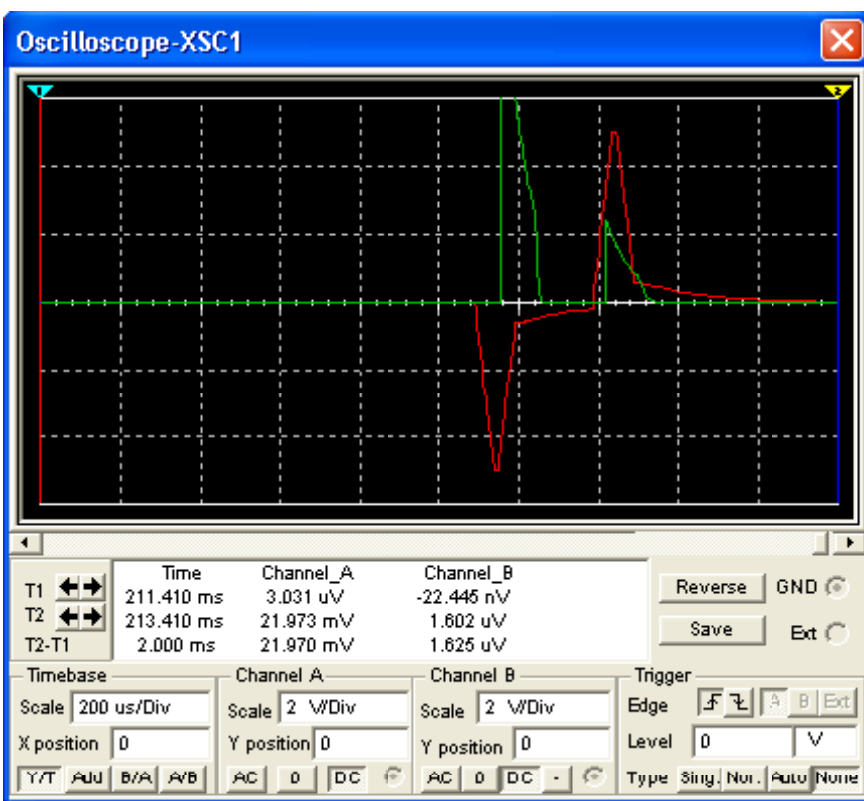 Oscilloscope-XSC1
1 2
Time Channel_A Channel_B
T1 211.410 ms 3.031 uV -22.445 nV
T2 213.410 ms 21.973 mV 1.602 uV
T2-T1 2.000 ms 21.970 mV 1.625 uV
Reverse GND
Save Ext
Timebase Channel A Channel B Trigger
Scale 200 us/Div Scale 2 V/Div Scale 2 V/Div Edge A B Ext
X position 0 Y position 0 Y position 0 Level 0 V
Y/T Add B/A A/B AC 0 DC AC 0 DC - Type Sing. Nor. Auto None